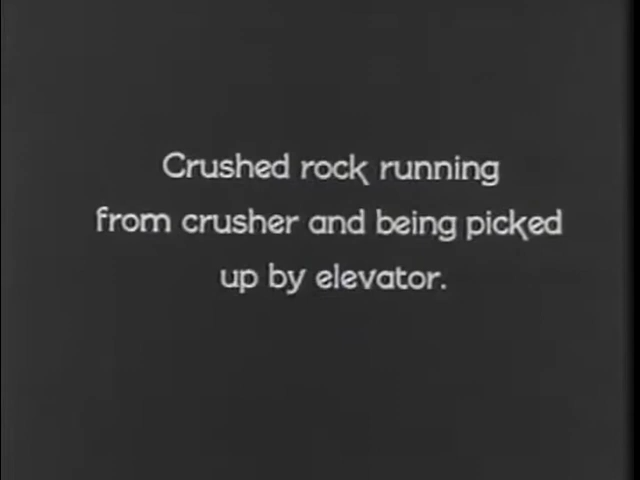 Crushed rock running
from crusher and being picked
up by elevator.